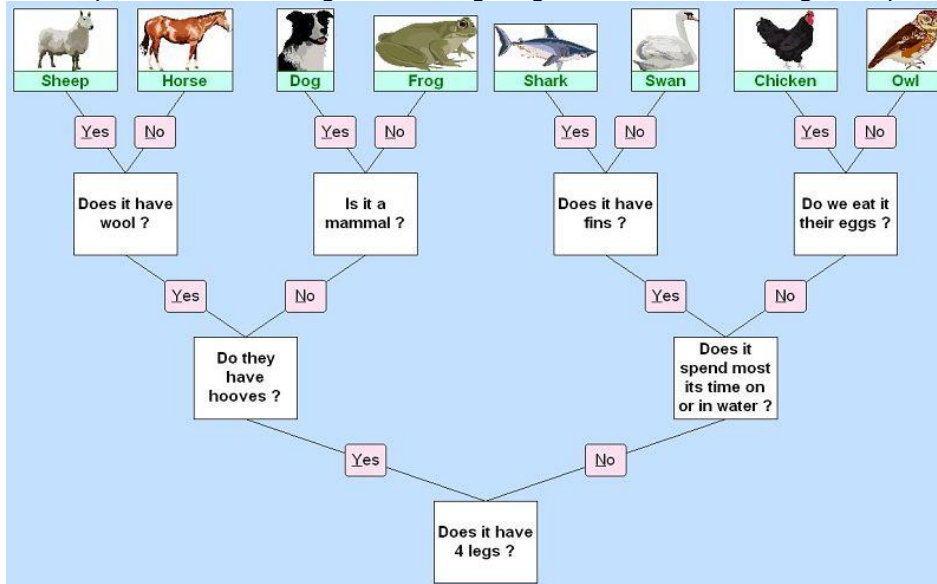 Sheep
Horse
Dog
Frog
Shark
Swan
Chicken
Owl
Yes
No
Yes
No
Yes
No
Yes
No
Does it have
wool ?
Is it a
mammal ?
Does it have
fins ?
Do we eat it
their eggs ?
Yes
No
Yes
No
Do they
have
hooves ?
Does it
spend most
its time on
or in water ?
Yes
No
Does it have
4 legs ?